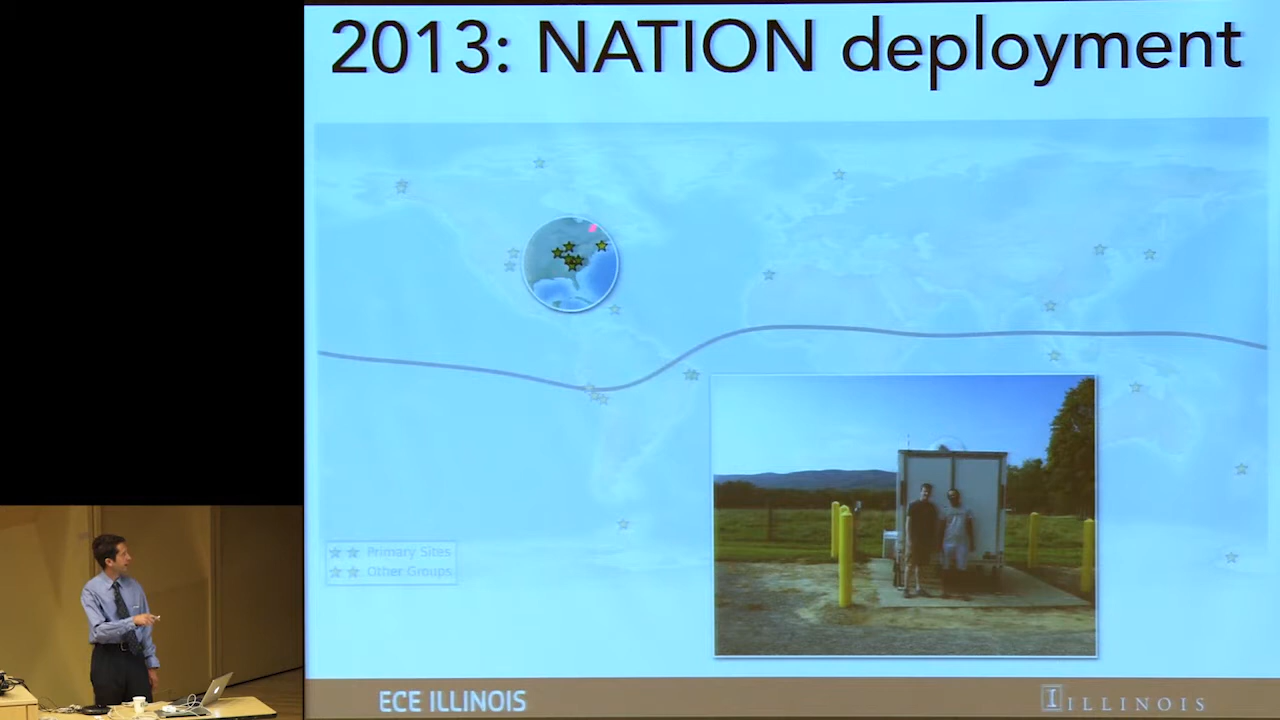 2013: NATION deployment
Primary Sites
Other Groups
ECE ILLINOIS
I ILLINOIS